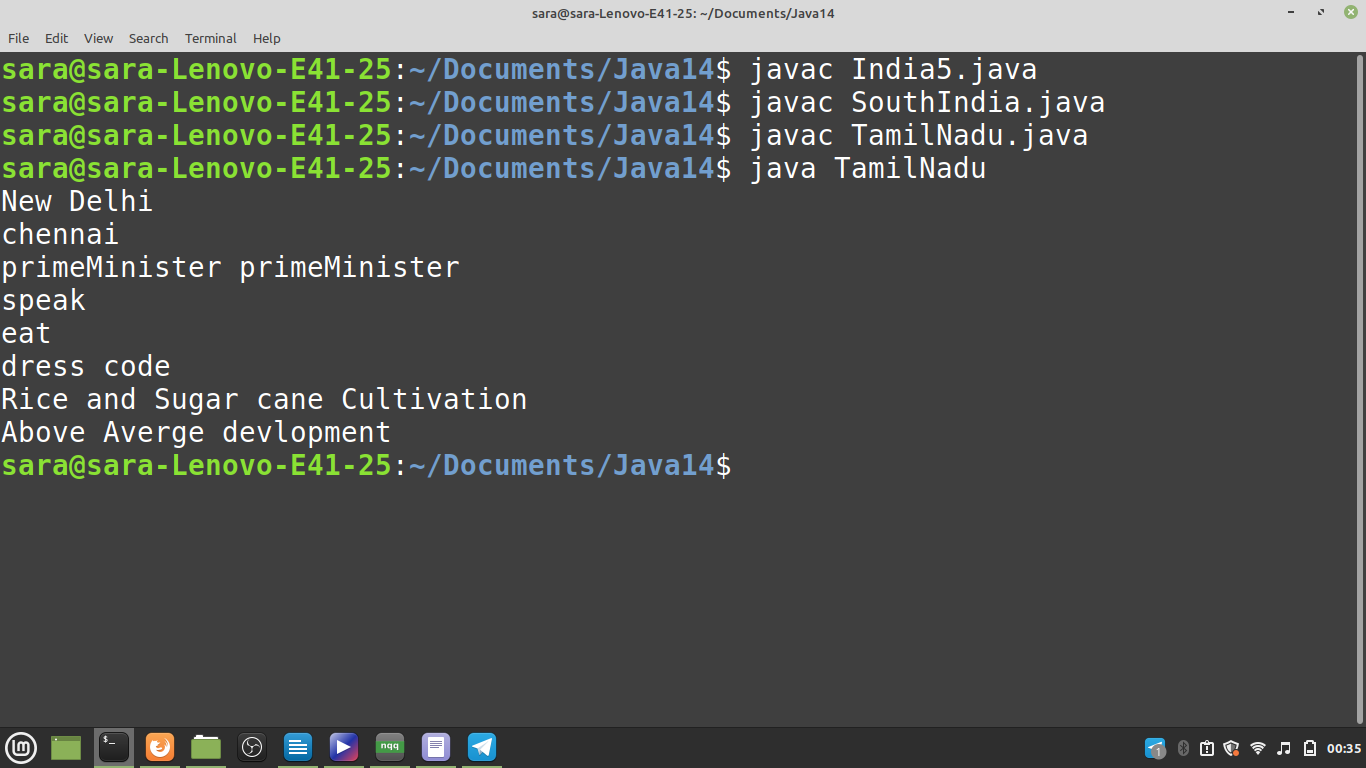 sara@sara-Lenovo-E41-25: ~/Documents/Java14
File Edit View Search Terminal Help
sara@sara-Lenovo-E41-25:~/Documents/Java14$ javac India5.java
sara@sara-Lenovo-E41-25:~/Documents/Java14$ javac SouthIndia.java
sara@sara-Lenovo-E41-25:~/Documents/Java14$ javac TamilNadu.java
sara@sara-Lenovo-E41-25:~/Documents/Java14$ java TamilNadu
New Delhi
chennai
primeMinister primeMinister
speak
eat
dress code
Rice and Sugar cane Cultivation
Above Averge devlopment
sara@sara-Lenovo-E41-25:~/Documents/Java14$
$_ nqq 1 00:35